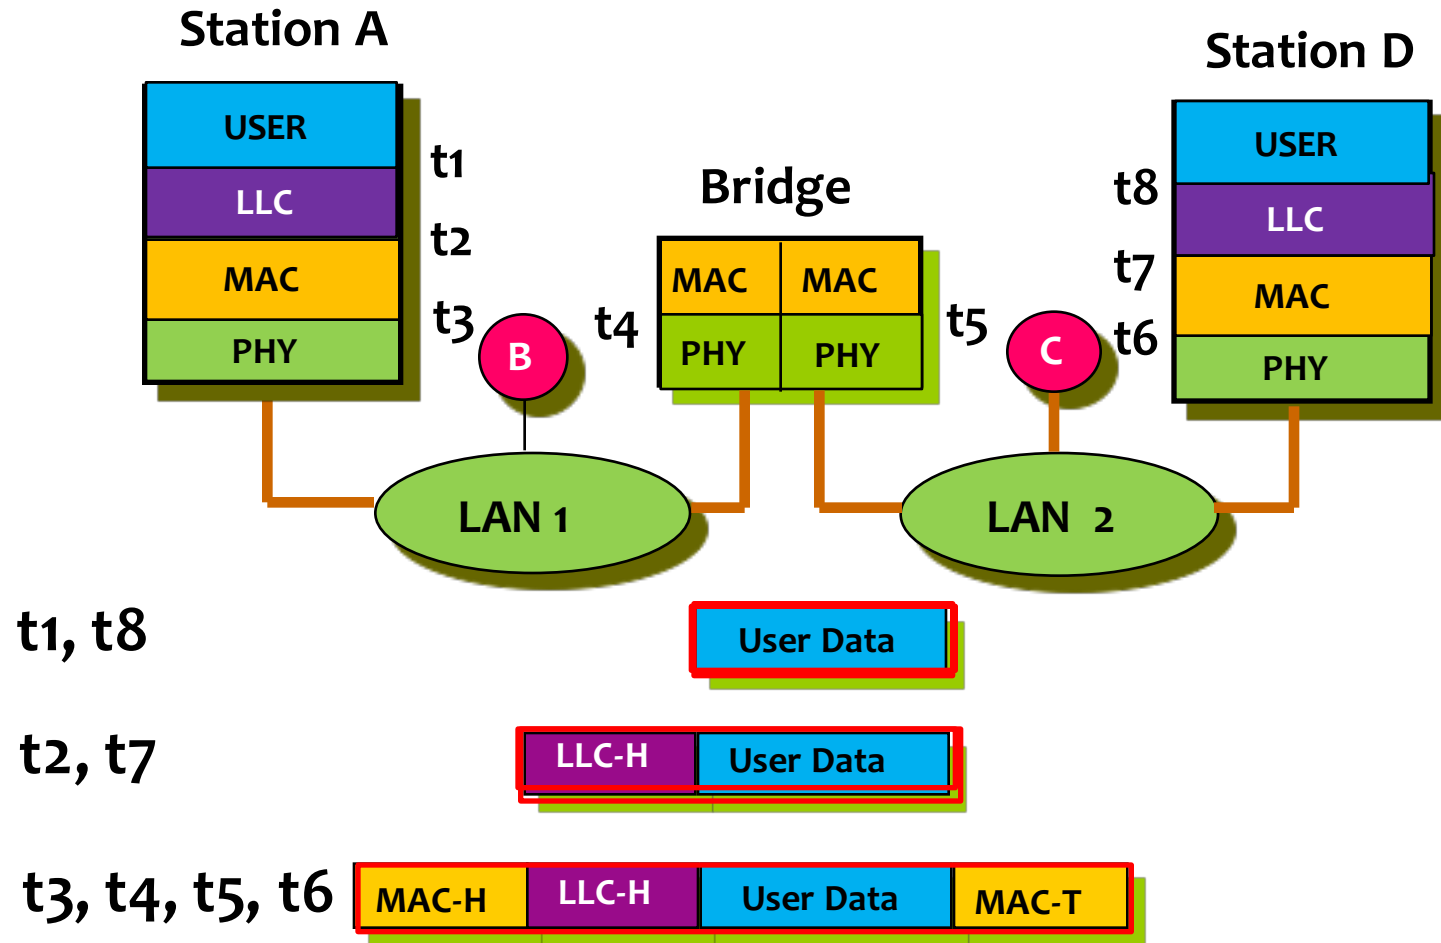 Station A
Station D
USER
LLC
MAC
PHY
t1
t2
t3
B
Bridge
MAC MAC
PHY PHY
t4
t5
C
USER
LLC
MAC
PHY
t8
t7
t6
LAN 1
LAN 2
t1, t8
User Data
t2, t7
LLC-H User Data
t3, t4, t5, t6
MAC-H LLC-H User Data MAC-T